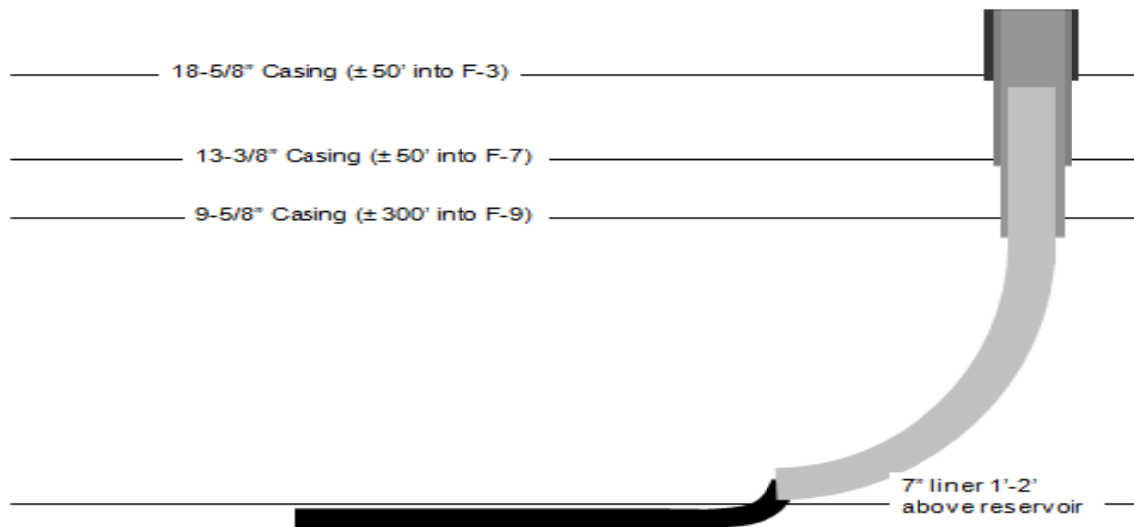 18-5/8" Casing (± 50' into F-3)
13-3/8" Casing (± 50' into F-7)
9-5/8" Casing (± 300' into F-9)
7" liner 1'-2'
above reservoir